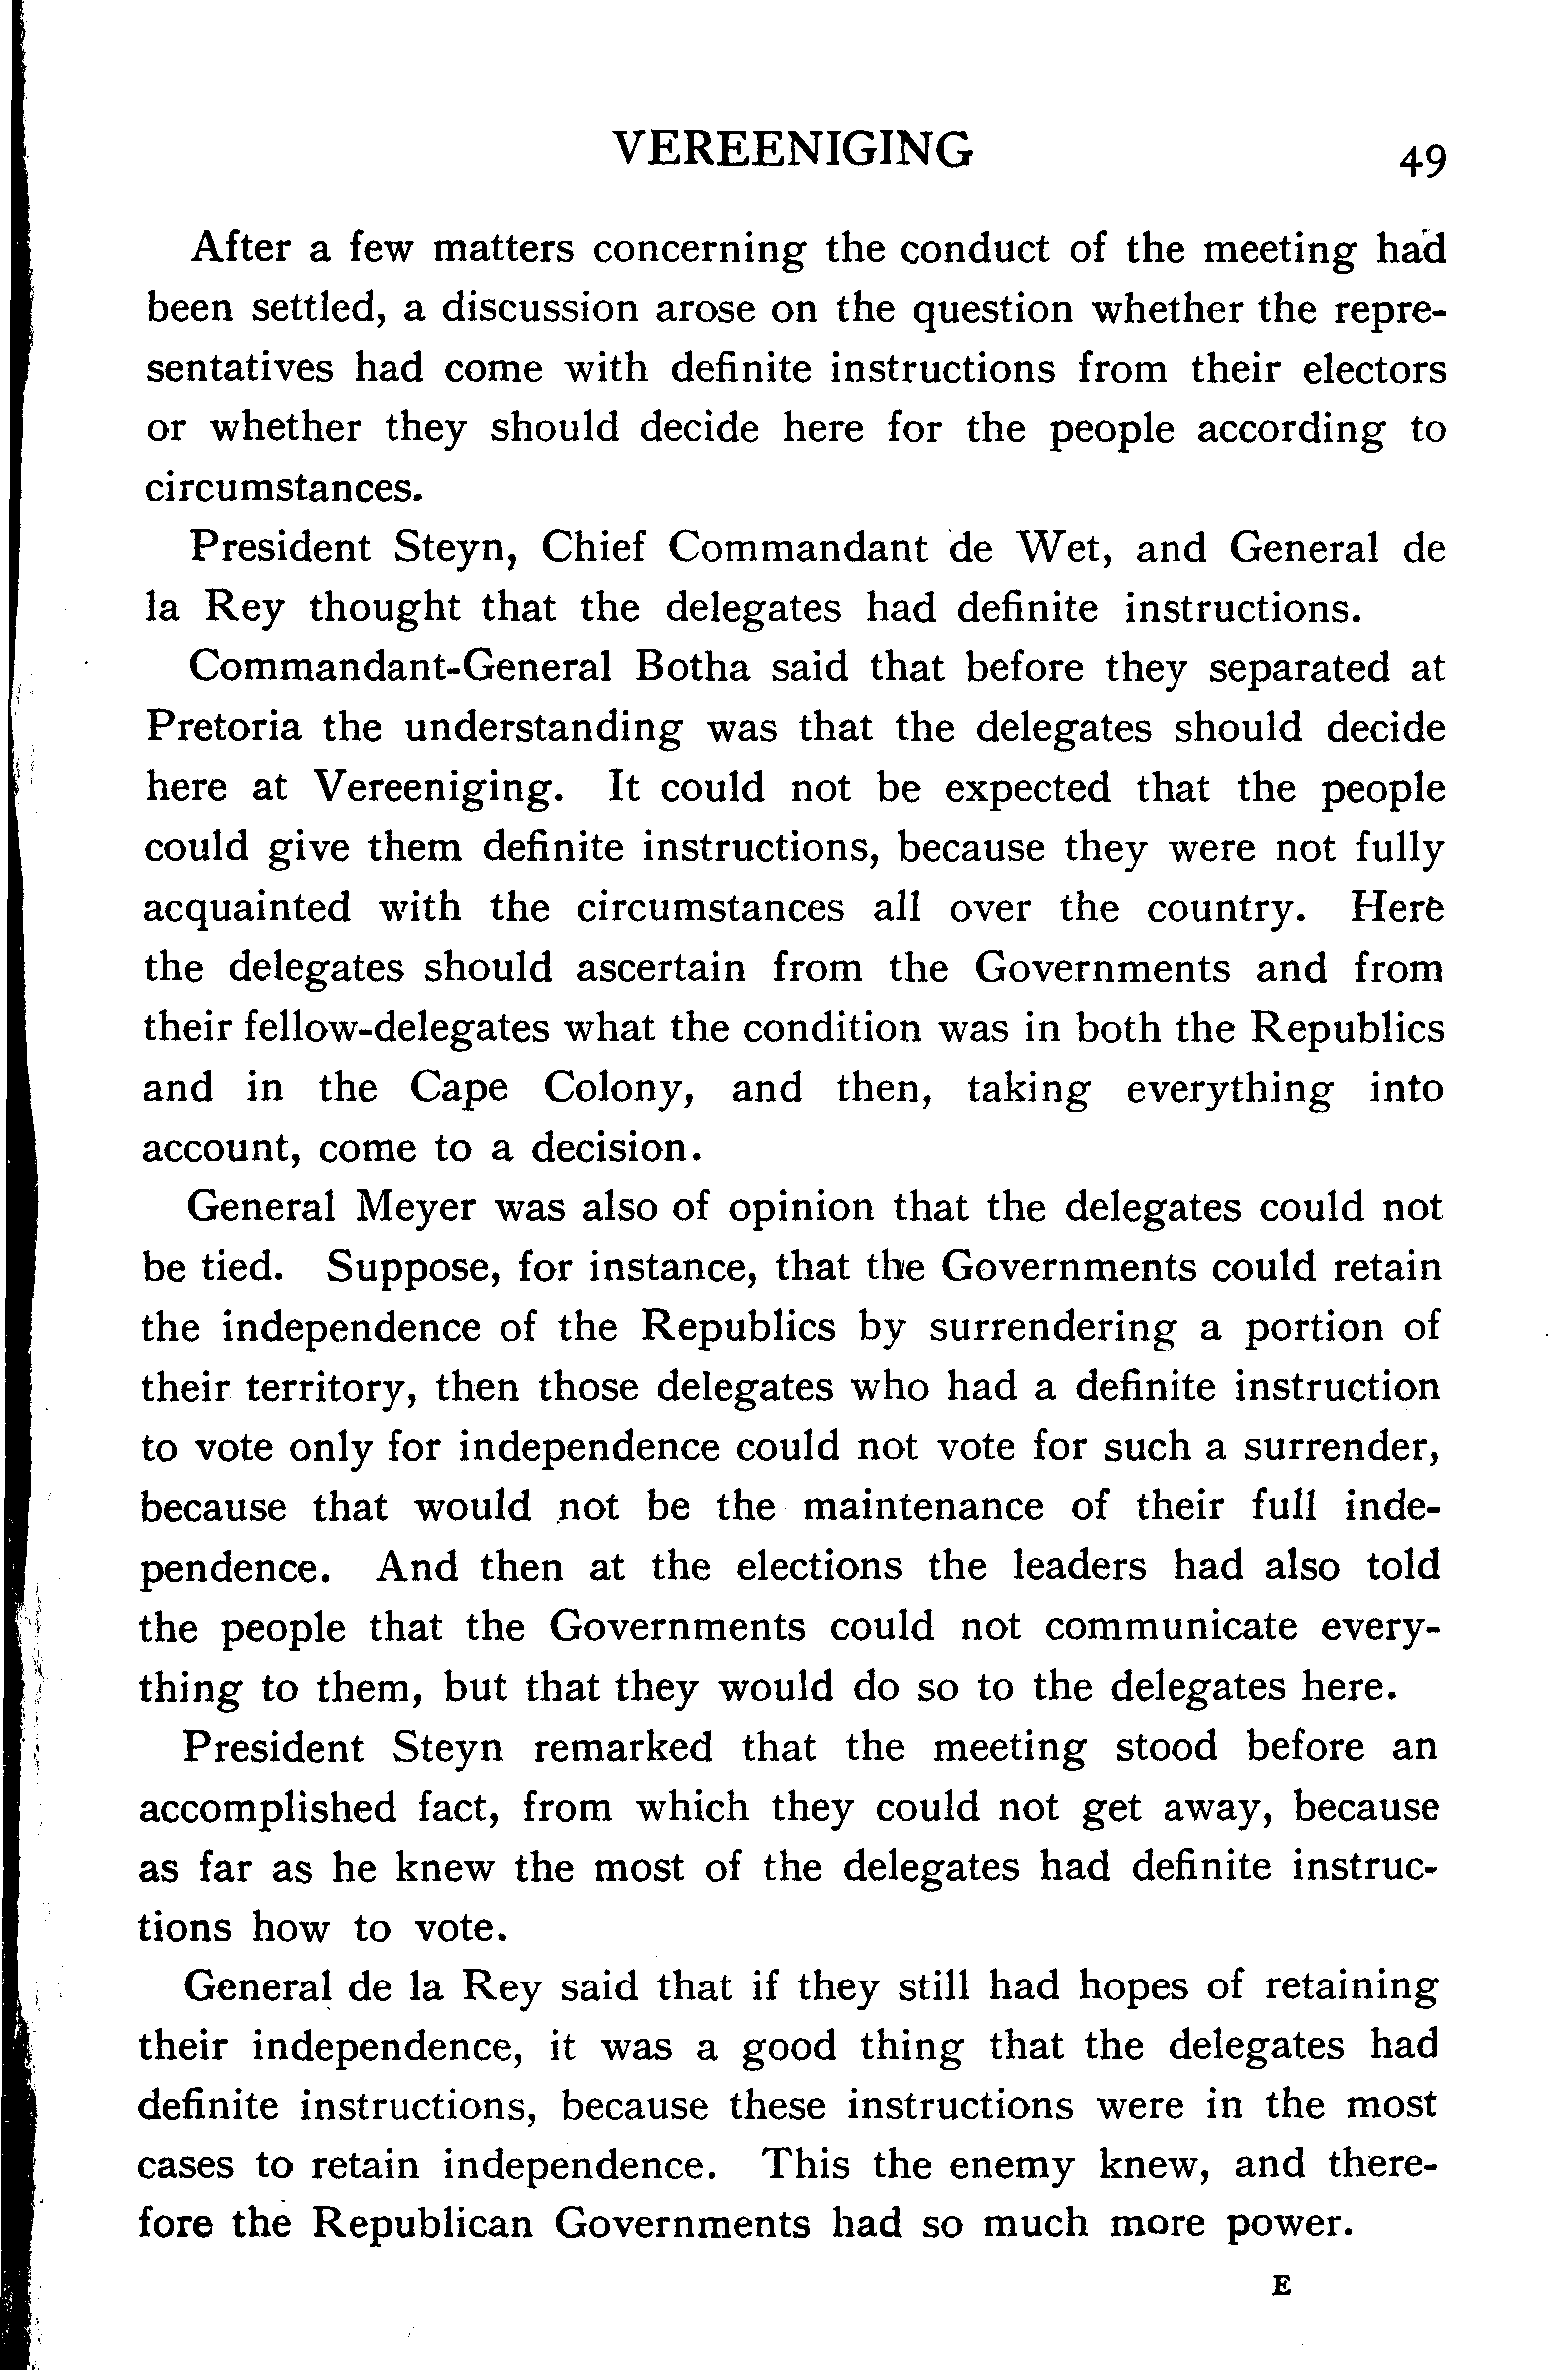 VEREENIGING 49
After a few matters concerning the conduct of the meeting had
been settled, a discussion arose on the question whether the repre-
sentatives had come with definite instructions from their electors
or whether they should decide here for the people according to
circumstances.
President Steyn, Chief Commandant de Wet, and General de
la Rey thought that the delegates had definite instructions.
Commandant-General Botha said that before they separated at
Pretoria the understanding was that the delegates should decide
here at Vereeniging. It could not be expected that the people
could give them definite instructions, because they were not fully
acquainted with the circumstances all over the country. Here
the delegates should ascertain from the Governments and from
their fellow-delegates what the condition was in both the Republics
and in the Cape Colony, and then, taking everything into
account, come to a decision.
General Meyer was also of opinion that the delegates could not
be tied. Suppose, for instance, that the Governments could retain
the independence of the Republics by surrendering a portion of
their territory, then those delegates who had a definite instruction
to vote only for independence could not vote for such a surrender,
because that would not be the maintenance of their full inde-
pendence. And then at the elections the leaders had also told
the people that the Governments could not communicate every-
thing to them, but that they would do so to the delegates here.
President Steyn remarked that the meeting stood before an
accomplished fact, from which they could not get away, because
as far as he knew the most of the delegates had definite instruc-
tions how to vote.
General de la Rey said that if they still had hopes of retaining
their independence, it was a good thing that the delegates had
definite instructions, because these instructions were in the most
cases to retain independence. This the enemy knew, and there-
fore the Republican Governments had so much more power.
E